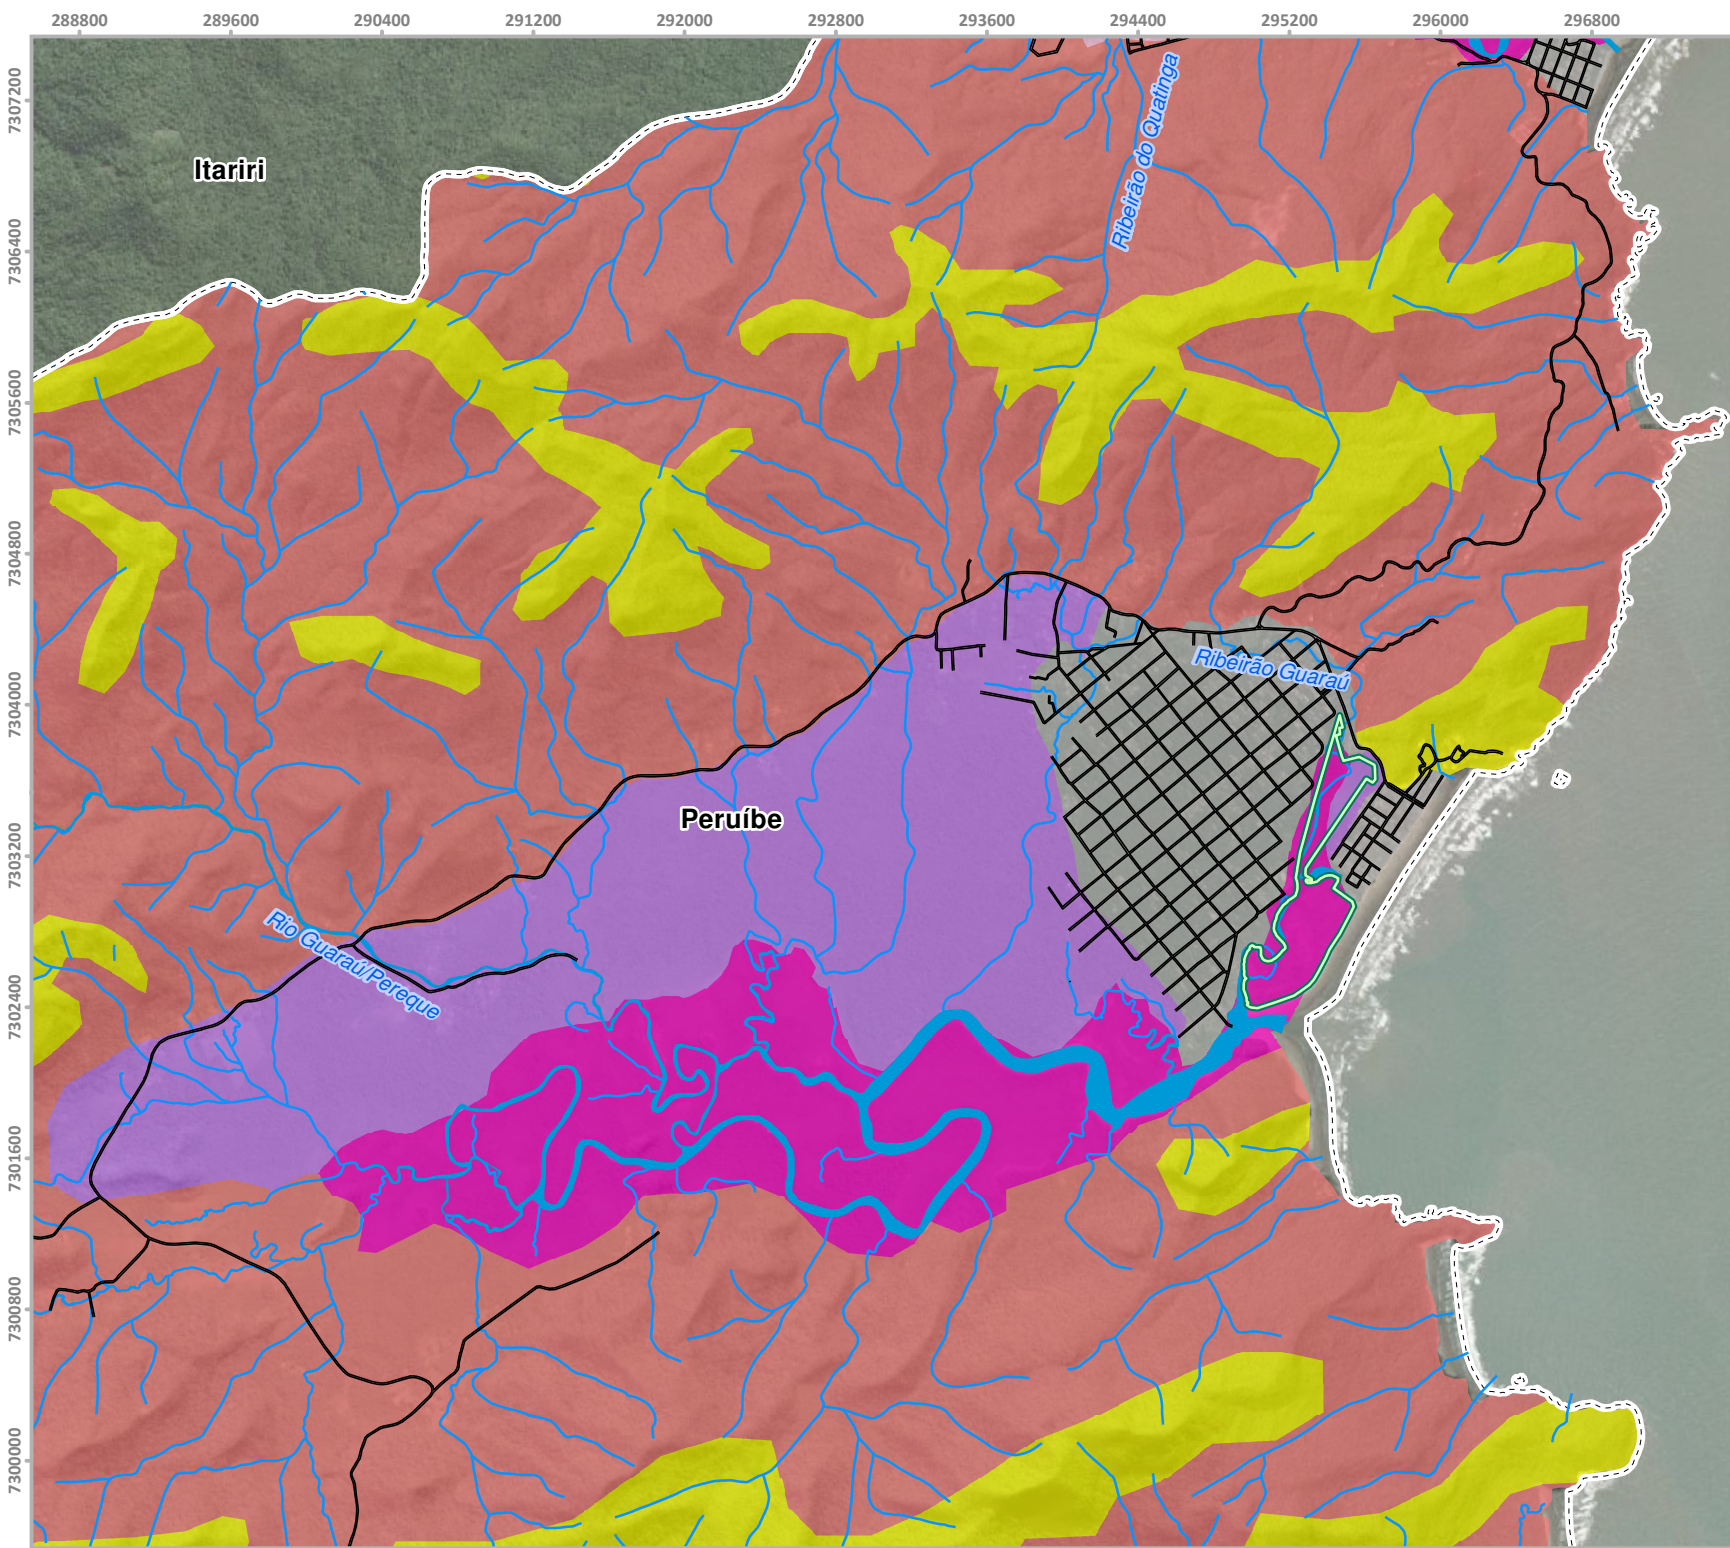 288800 289600 290400 291200 292000 292800 293600 294400 295200 296000 296800
7307200
7306400
7305600
7304800
7304000
7303200
7302400
7301600
7300800
7300000
Itariri
Ribeirão do Quatinga
Ribeirão Guaraú
Peruíbe
Rio Guaraú/Pereque